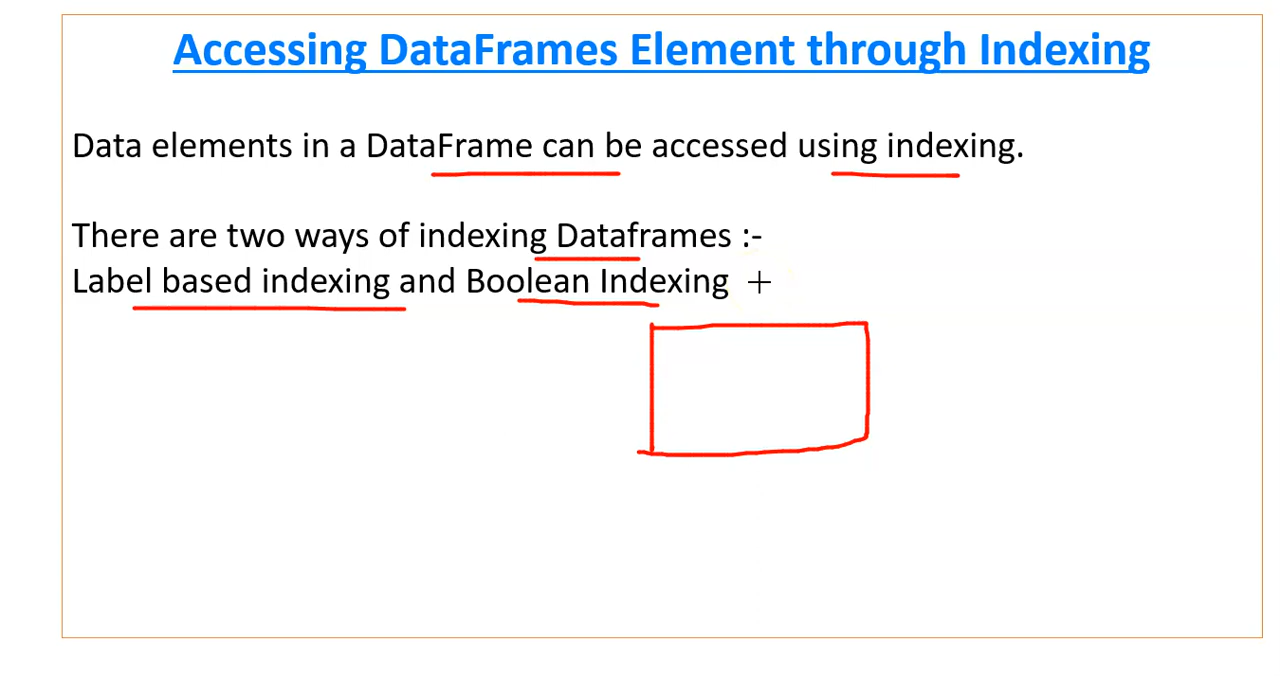 Accessing DataFrames Element through Indexing
Data elements in a DataFrame can be accessed using indexing.
There are two ways of indexing Dataframes :-
Label based indexing and Boolean Indexing